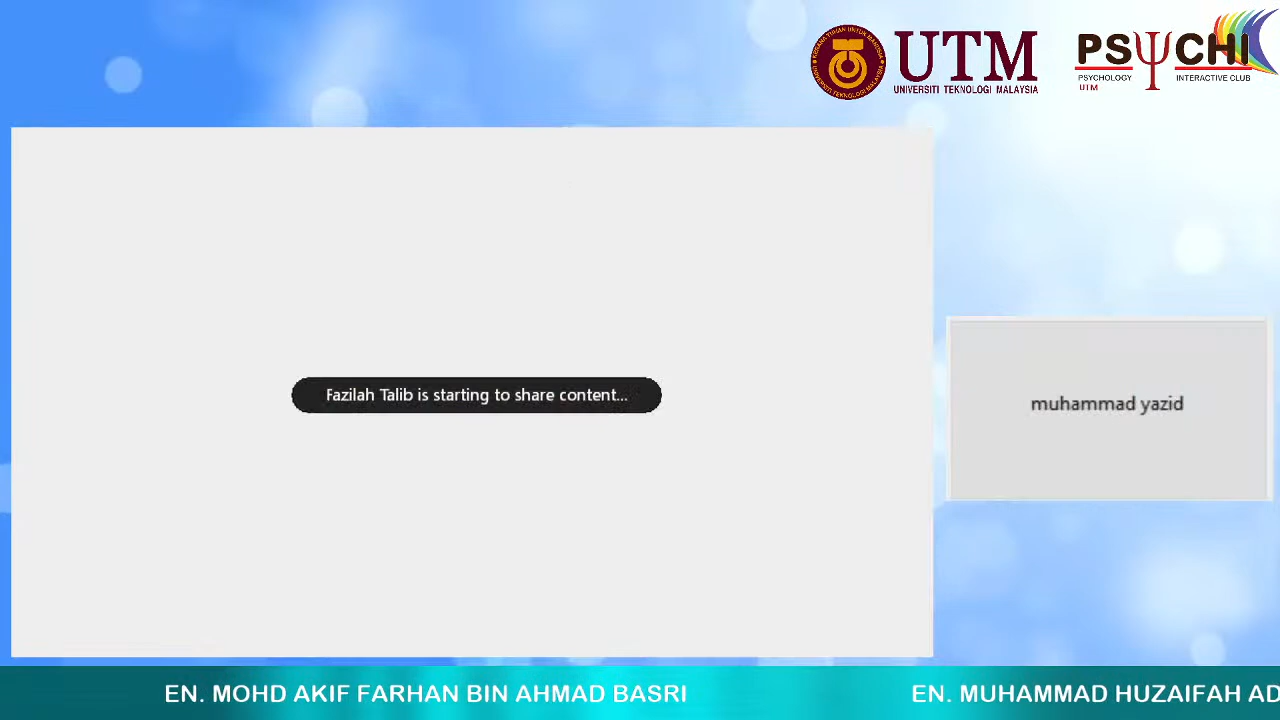 UTM
UNIVERSITI TEKNOLOGI MALAYSIA
PSYCHI
PSYCHOLOGY INTERACTIVE CLUB
UTM
Fazilah Talib is starting to share content...
muhammad yazid
EN. MOHD AKIF FARHAN BIN AHMAD BASRI EN. MUHAMMAD HUZAIFAH AD